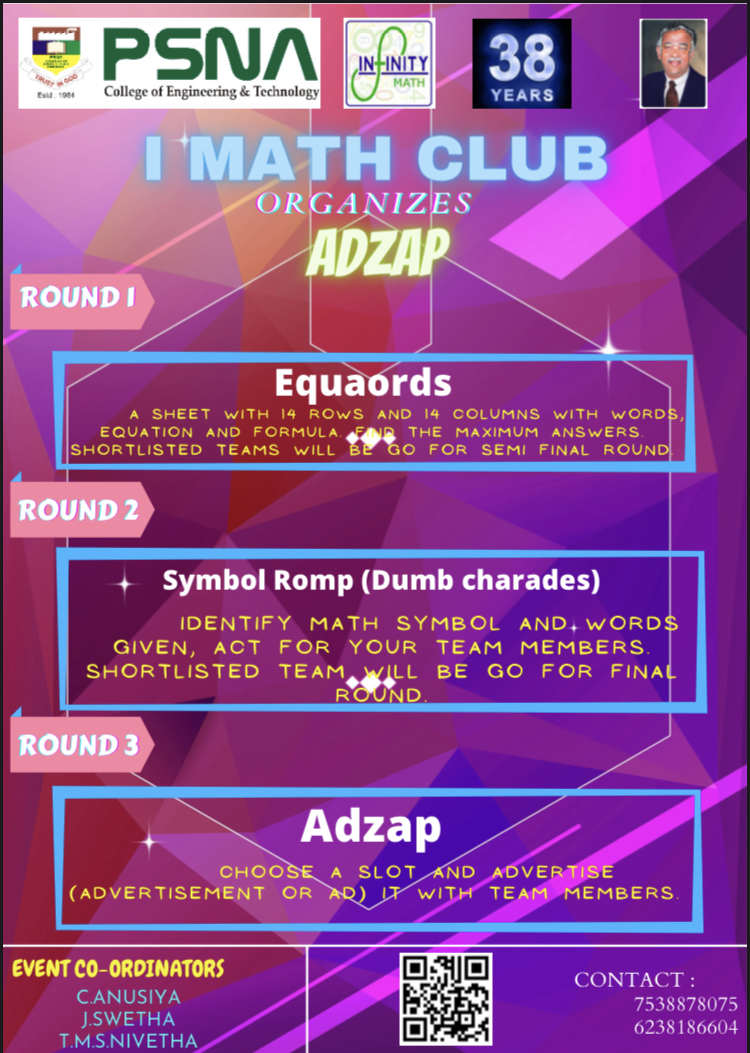 PSNA
College of Engineering & Technology
TRUST IN GOD
Estd : 1984
INFINITY
MATH
38
YEARS
I MATH CLUB
ORGANIZES
ADZAP
ROUND 1
Equaords
A SHEET WITH 14 ROWS AND 14 COLUMNS WITH WORDS,
EQUATION AND FORMULA. FIND THE MAXIMUM ANSWERS.
SHORTLISTED TEAMS WILL BE GO FOR SEMI FINAL ROUND.
ROUND 2
Symbol Romp (Dumb charades)
IDENTIFY MATH SYMBOL AND WORDS
GIVEN, ACT FOR YOUR TEAM MEMBERS.
SHORTLISTED TEAM WILL BE GO FOR FINAL
ROUND.
ROUND 3
Adzap
CHOOSE A SLOT AND ADVERTISE
(ADVERTISEMENT OR AD) IT WITH TEAM MEMBERS.
EVENT CO-ORDINATORS
C.ANUSIYA
J.SWETHA
T.M.S.NIVETHA
CONTACT :
7538878075
6238186604